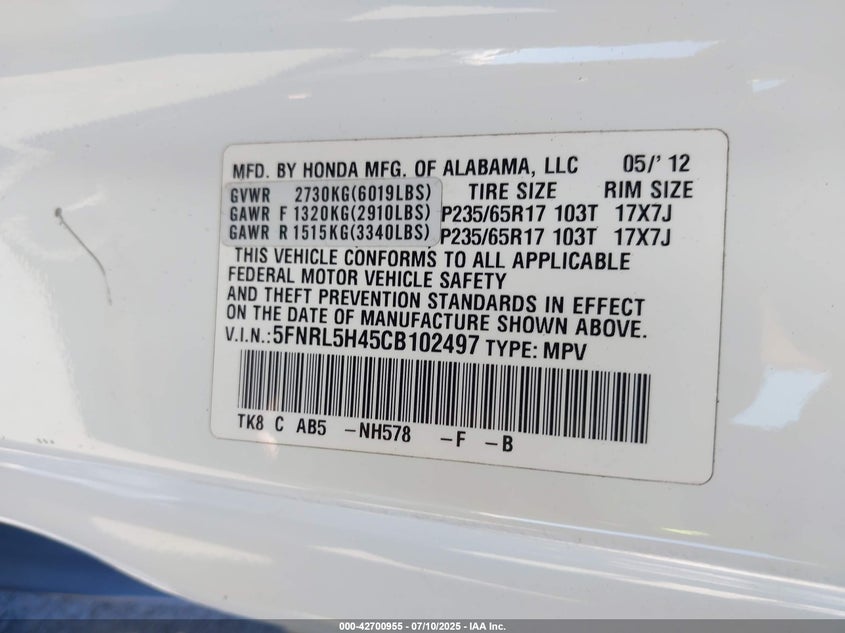 MFD. BY HONDA MFG. OF ALABAMA, LLC 05/' 12
GVWR 2730KG(6019LBS) TIRE SIZE RIM SIZE
GAWR F 1320KG(2910LBS) P235/65R17 103T 17X7J
GAWR R 1515KG(3340LBS) P235/65R17 103T 17X7J
THIS VEHICLE CONFORMS TO ALL APPLICABLE
FEDERAL MOTOR VEHICLE SAFETY
AND THEFT PREVENTION STANDARDS IN EFFECT
ON THE DATE OF MANUFACTURE SHOWN ABOVE.
V.I.N.: 5FNRL5H45CB102497 TYPE: MPV
TK8 C AB5 -NH578 -F -B
000-42700955 - 07/10/2025 - IAA Inc.